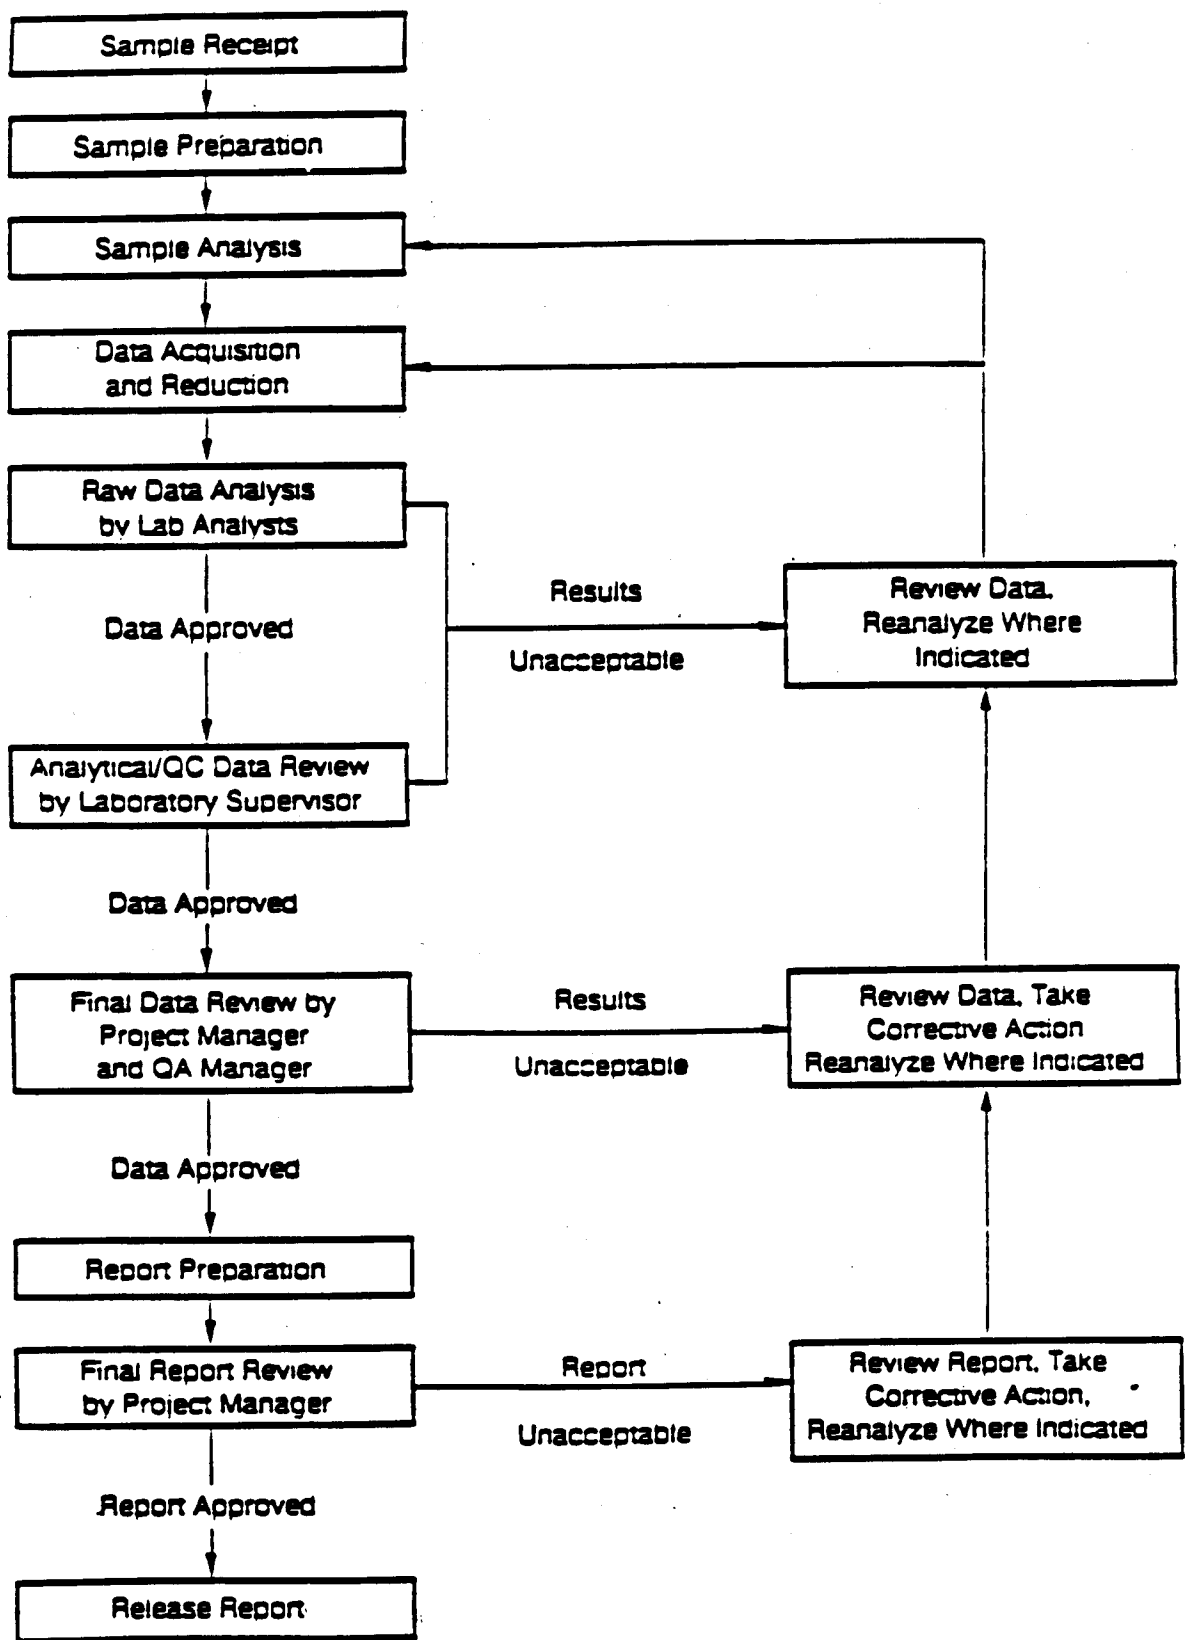 Sample Receipt
Sample Preparation
Sample Analysis
Data Acquisition
and Reduction
Raw Data Analysis
by Lab Analysts
Data Approved
Results
Unacceptable
Review Data,
Reanalyze Where
Indicated
Analytical/QC Data Review
by Laboratory Supervisor
Data Approved
Final Data Review by
Project Manager
and QA Manager
Results
Unacceptable
Review Data, Take
Corrective Action
Reanalyze Where Indicated
Data Approved
Report Preparation
Final Report Review
by Project Manager
Report
Unacceptable
Review Report, Take
Corrective Action,
Reanalyze Where Indicated
Report Approved
Release Report